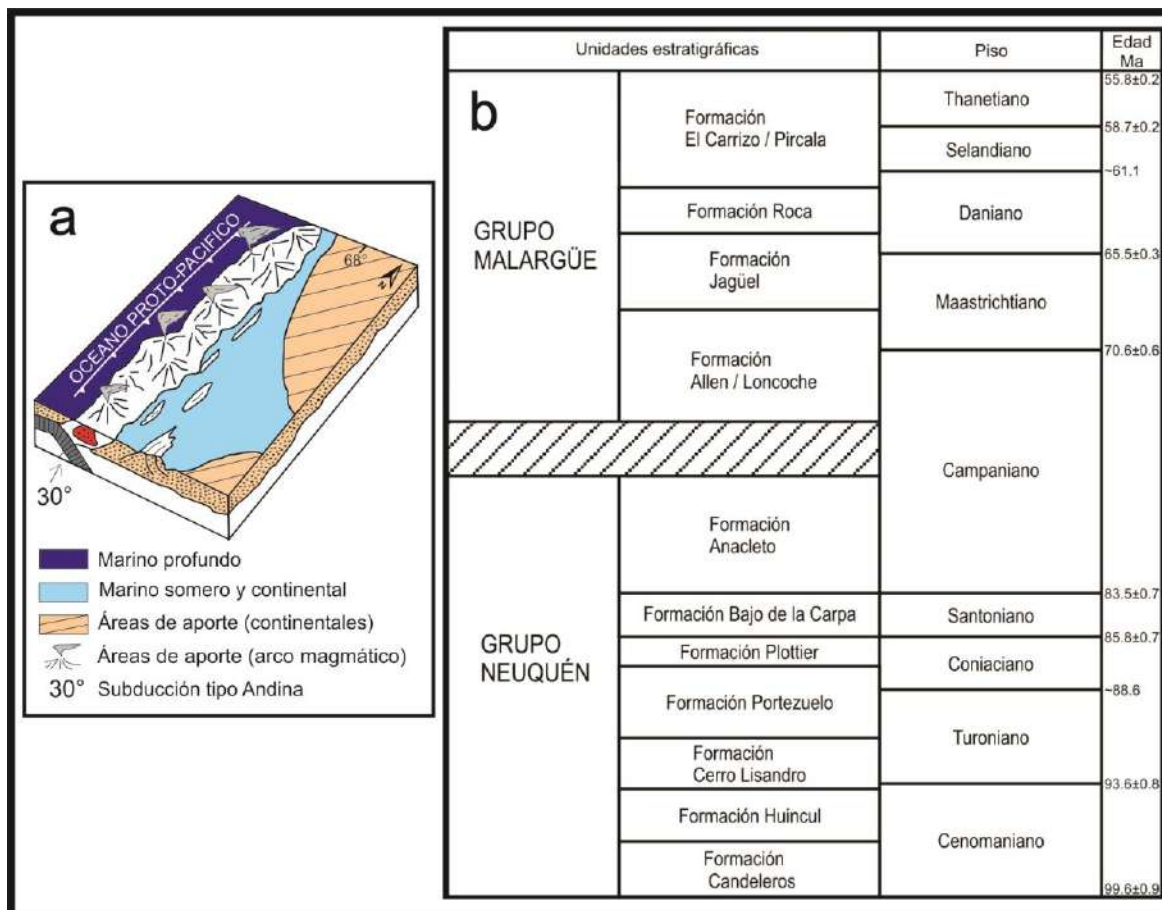 a
OCEANO PROTO-PACIFICO
68°
N
30°
Marino profundo
Marino somero y continental
Áreas de aporte (continentales)
Áreas de aporte (arco magmático)
30° Subducción tipo Andina
Unidades estratigráficas
Piso
Edad
Ma
b
GRUPO
MALARGÜE
Formación
El Carrizo / Pircala
Formación Roca
Formación
Jagüel
Formación
Allen / Loncoche
GRUPO
NEUQUÉN
Formación
Anacleto
Formación Bajo de la Carpa
Formación Plottier
Formación Portezuelo
Formación
Cerro Lisandro
Formación Huincul
Formación
Candeleros
Thanetiano
Selandiano
Daniano
Maastrichtiano
Campaniano
Santoniano
Coniaciano
Turoniano
Cenomaniano
55.8±0.2
58.7±0.2
~61.1
65.5±0.3
70.6±0.6
83.5±0.7
85.8±0.7
~88.6
93.6±0.8
99.6±0.9